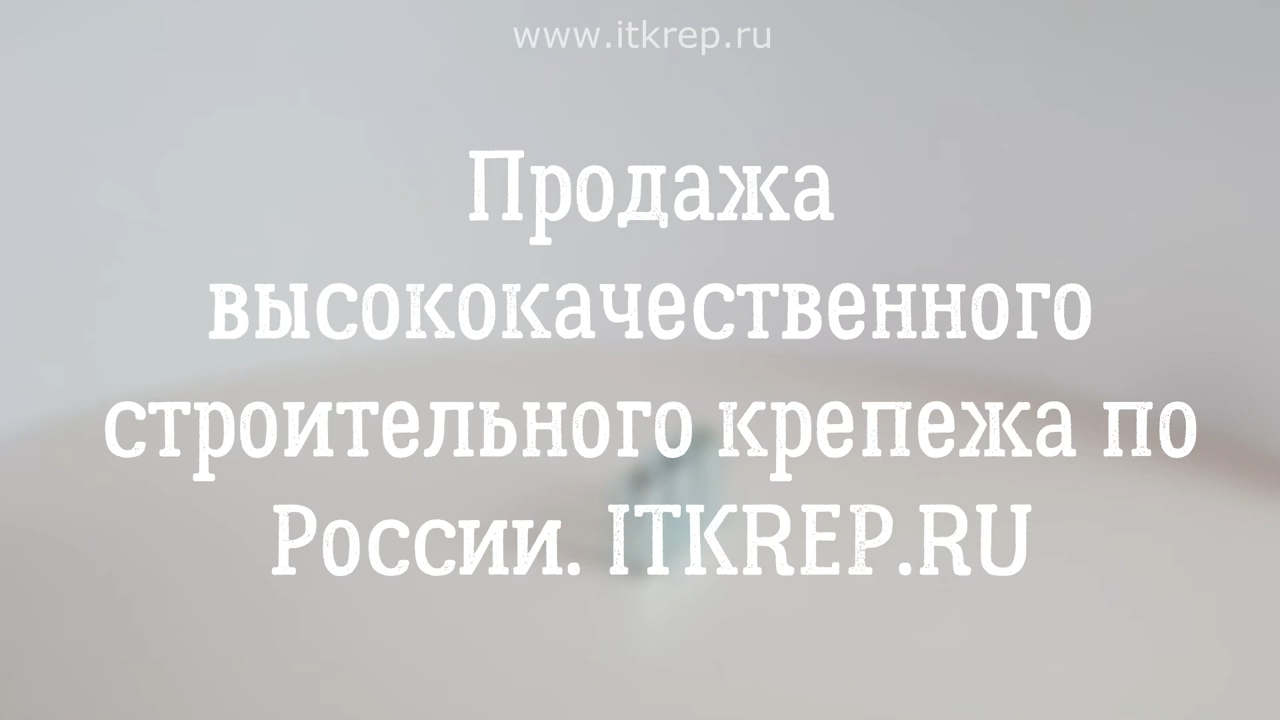 www.itkrep.ru
Продажа
высококачественного
строительного крепежа по
России. ITKREP.RU